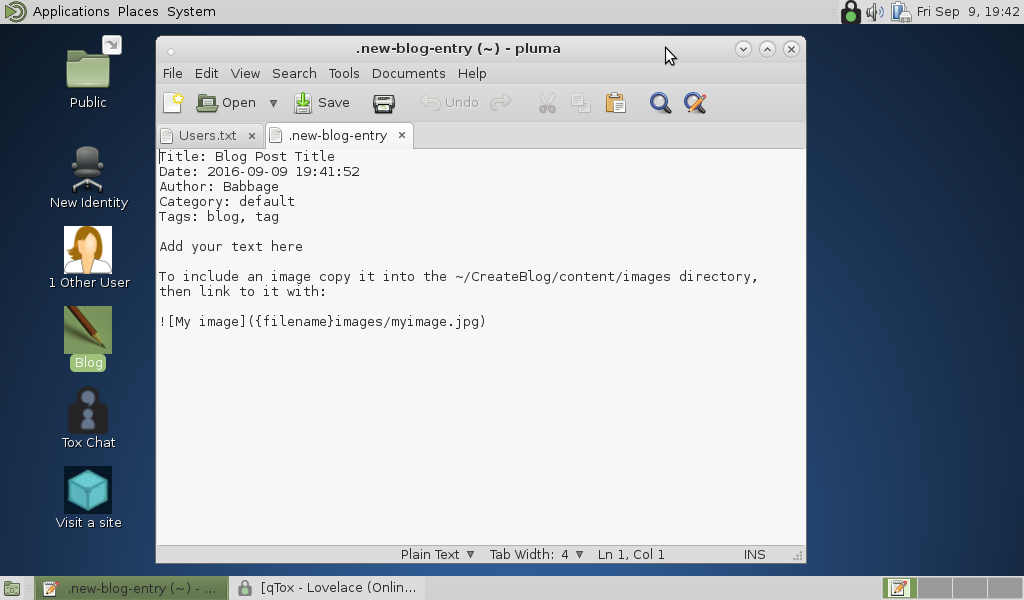 Applications Places System
Fri Sep 9, 19:42
Public
New Identity
1 Other User
Blog
Tox Chat
Visit a site
.new-blog-entry (~) - pluma
File Edit View Search Tools Documents Help
Open Save Undo
Users.txt .new-blog-entry
Title: Blog Post Title
Date: 2016-09-09 19:41:52
Author: Babbage
Category: default
Tags: blog, tag
Add your text here
To include an image copy it into the ~/CreateBlog/content/images directory,
then link to it with:
![My image]({filename}images/myimage.jpg)
Plain Text Tab Width: 4 Ln 1, Col 1 INS
.new-blog-entry (~) - ... [qTox - Lovelace (Onlin...